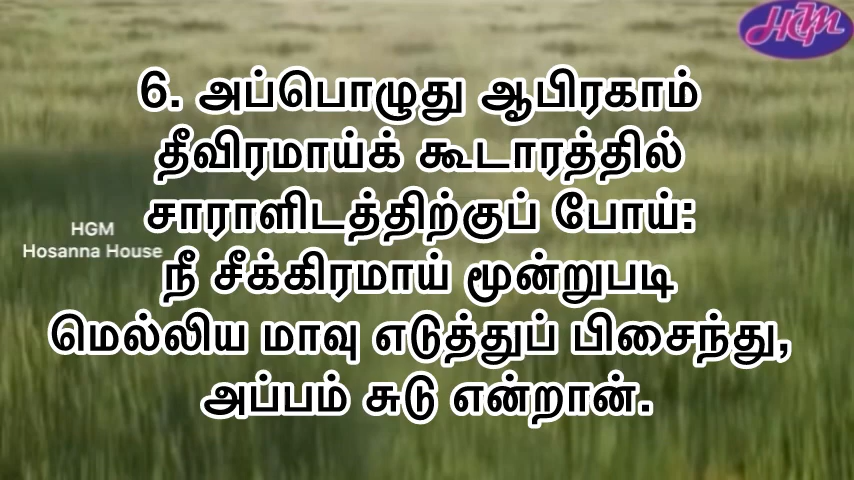 HGM
6. அப்பொழுது ஆபிரகாம்
தீவிரமாய்க் கூடாரத்தில்
சாராளிடத்திற்குப் போய்:
HGM
Hosanna House
நீ சீக்கிரமாய் மூன்றுபடி
மெல்லிய மாவு எடுத்துப் பிசைந்து,
அப்பம் சுடு என்றான்.